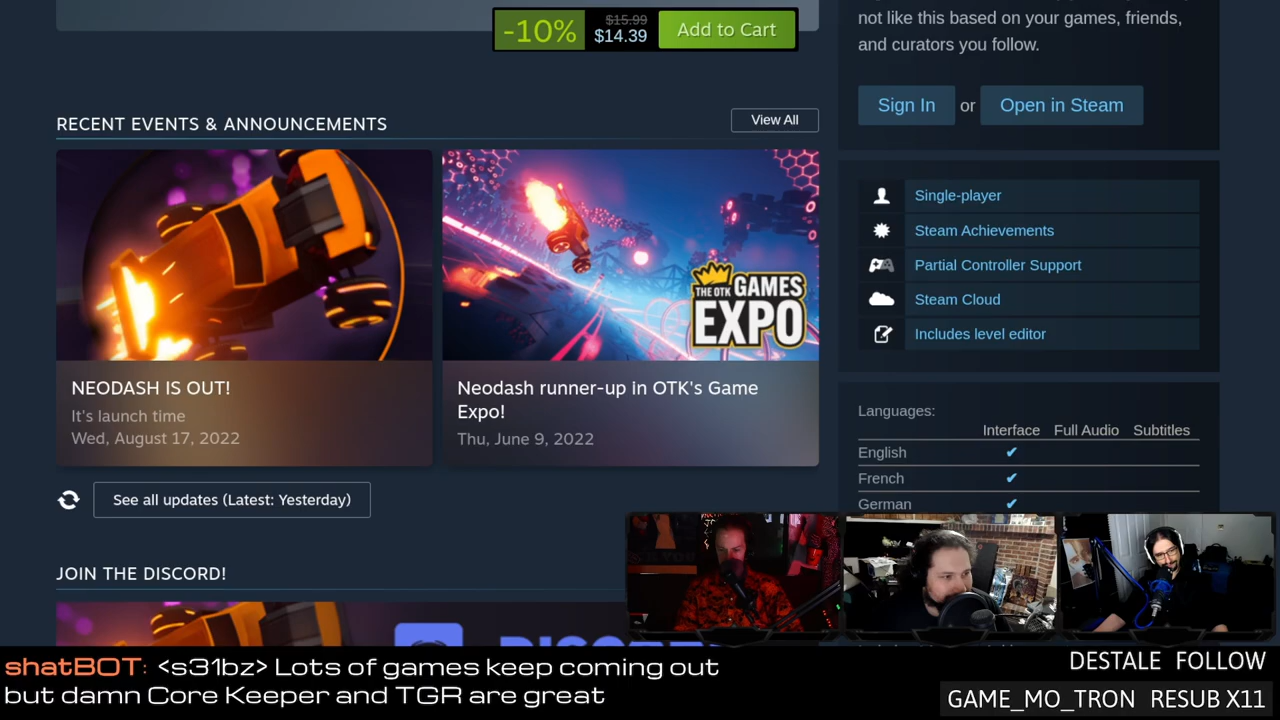 -10%
$15.99
$14.39
Add to Cart
not like this based on your games, friends,
and curators you follow.
Sign In or Open in Steam
RECENT EVENTS & ANNOUNCEMENTS
View All
THE OTK GAMES
EXPO
NEODASH IS OUT!
It's launch time
Wed, August 17, 2022
Neodash runner-up in OTK's Game
Expo!
Thu, June 9, 2022
See all updates (Latest: Yesterday)
JOIN THE DISCORD!
Single-player
Steam Achievements
Partial Controller Support
Steam Cloud
Includes level editor
Languages:
Interface Full Audio Subtitles
English ✔
French ✔
German ✔
shatBOT: <s31bz> Lots of games keep coming out
but damn Core Keeper and TGR are great
DESTALE FOLLOW
GAME_MO_TRON RESUB X11